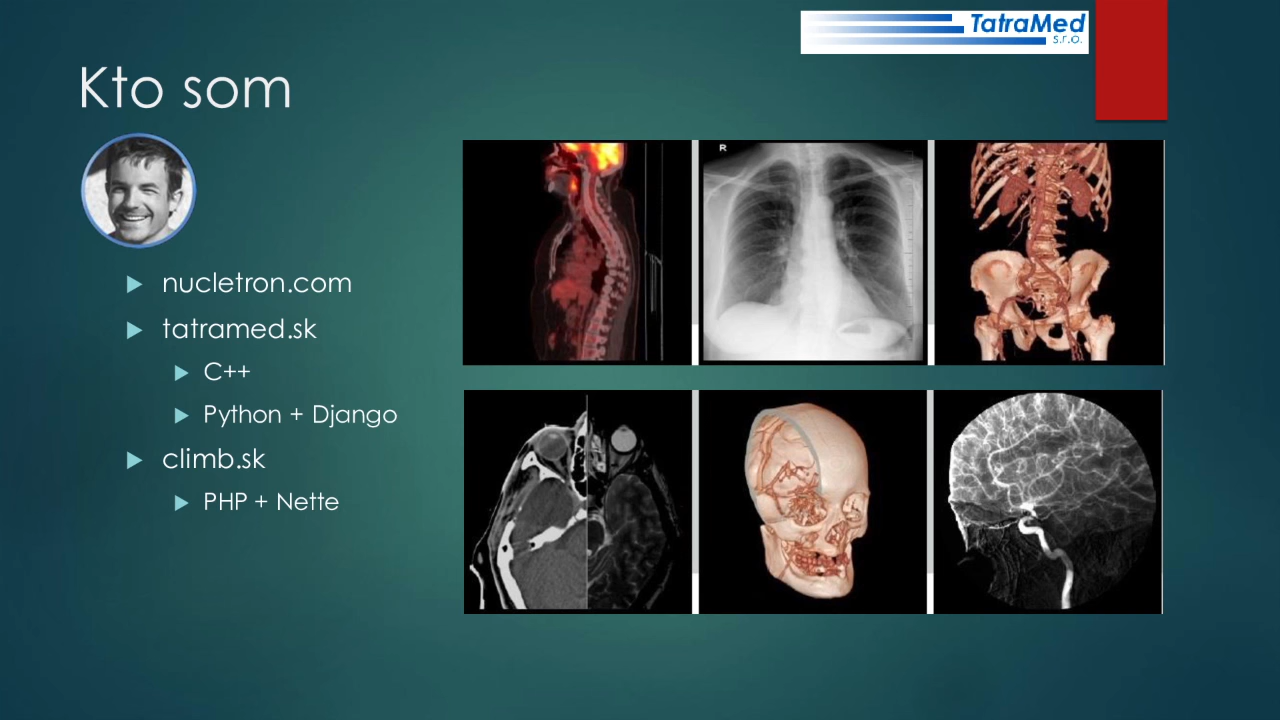 TatraMed
s.r.o.
Kto som
nucletron.com
tatramed.sk
C++
Python + Django
climb.sk
PHP + Nette
R